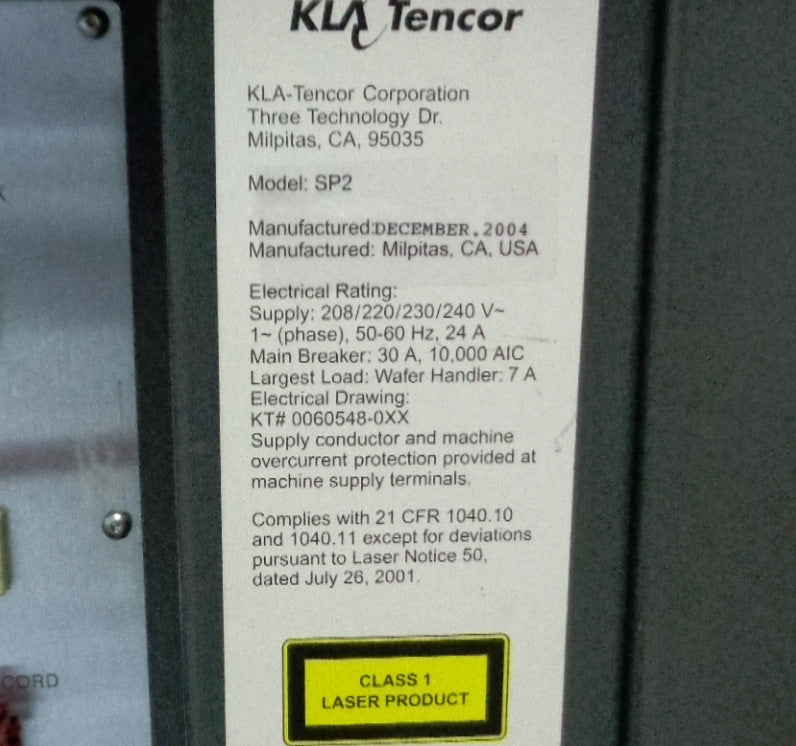 KLA Tencor
KLA-Tencor Corporation
Three Technology Dr.
Milpitas, CA, 95035
Model: SP2
Manufactured:DECEMBER.2004
Manufactured: Milpitas, CA, USA
Electrical Rating:
Supply: 208/220/230/240 V~
1~ (phase), 50-60 Hz, 24 A
Main Breaker: 30 A, 10,000 AIC
Largest Load: Wafer Handler: 7 A
Electrical Drawing:
KT# 0060548-0XX
Supply conductor and machine
overcurrent protection provided at
machine supply terminals.
Complies with 21 CFR 1040.10
and 1040.11 except for deviations
pursuant to Laser Notice 50,
dated July 26, 2001.
CLASS 1
LASER PRODUCT
CORD